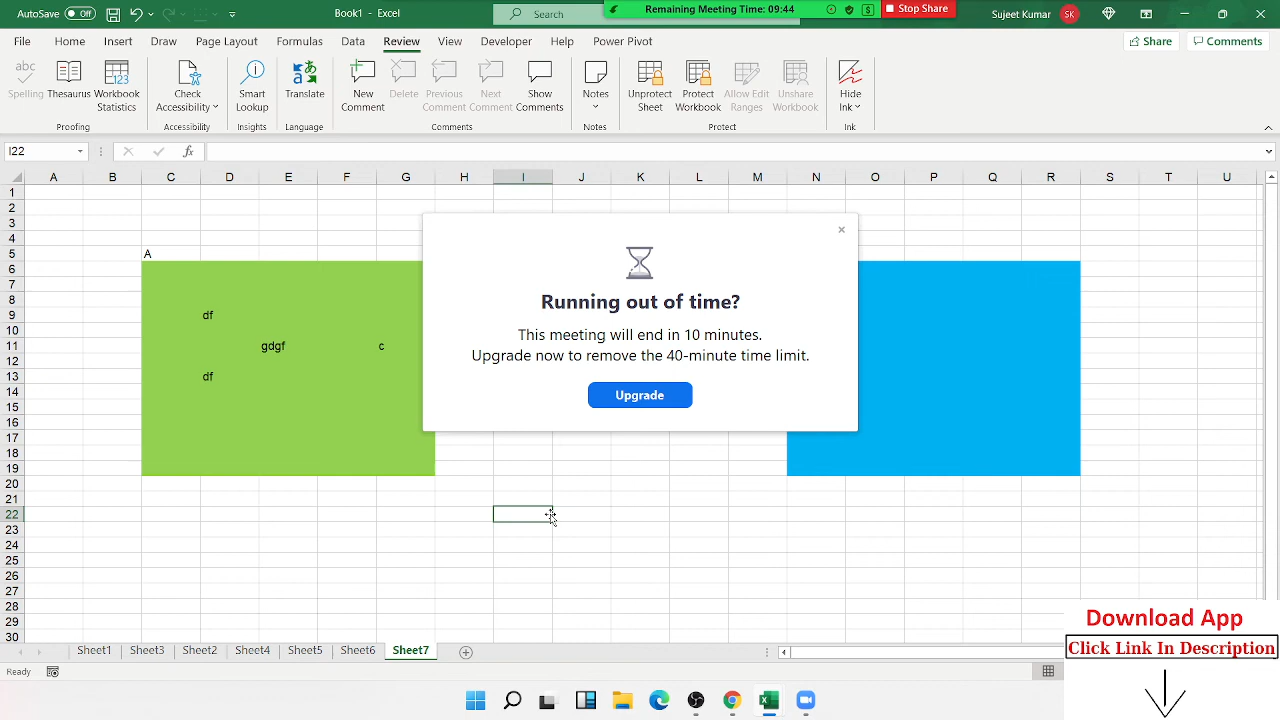 AutoSave Off
Book1 - Excel
Search
Remaining Meeting Time: 09:44
Stop Share
Sujeet Kumar
SK
File Home Insert Draw Page Layout Formulas Data Review View Developer Help Power Pivot
Share
Comments
abc
Spelling
Thesaurus
123
Workbook
Statistics
Check
Accessibility
Smart
Lookup
Translate
New
Comment
Delete
Previous
Comment
Next
Comment
Show
Comments
Notes
Unprotect
Sheet
Protect
Workbook
Allow Edit
Ranges
Unshare
Workbook
Hide
Ink
Proofing Accessibility Insights Language Comments Notes Protect Ink
I22
fx
A B C D E F G H I J K L M N O P Q R S T U
1
2
3
4
5 A
6
7
8
9 df
10
11 gdgf c
12
13 df
14
15
16
17
18
19
20
21
22
23
24
25
26
27
28
29
30
Running out of time?
This meeting will end in 10 minutes.
Upgrade now to remove the 40-minute time limit.
Upgrade
Sheet1 Sheet3 Sheet2 Sheet4 Sheet5 Sheet6 Sheet7
Ready
Download App
Click Link In Description